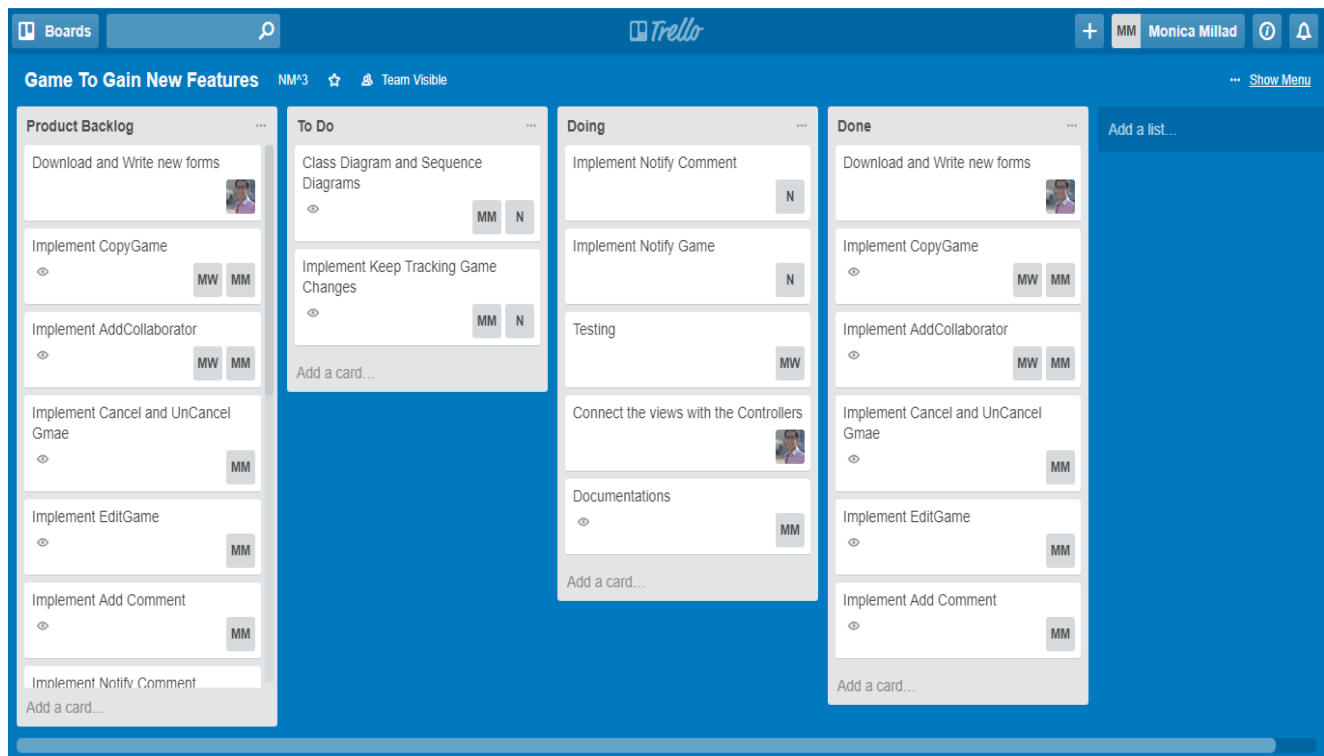 Boards
Trello
+
MM Monica Millad
Game To Gain New Features NM^3 Team Visible
... Show Menu
Product Backlog ...
Download and Write new forms
Implement CopyGame
MW MM
Implement AddCollaborator
MW MM
Implement Cancel and UnCancel
Gmae
MM
Implement EditGame
MM
Implement Add Comment
MM
Implement Notify Comment
Add a card...
To Do ...
Class Diagram and Sequence
Diagrams
MM N
Implement Keep Tracking Game
Changes
MM N
Add a card...
Doing ...
Implement Notify Comment
N
Implement Notify Game
N
Testing
MW
Connect the views with the Controllers
Documentations
MM
Add a card...
Done ...
Download and Write new forms
Implement CopyGame
MW MM
Implement AddCollaborator
MW MM
Implement Cancel and UnCancel
Gmae
MM
Implement EditGame
MM
Implement Add Comment
MM
Add a card...
Add a list...